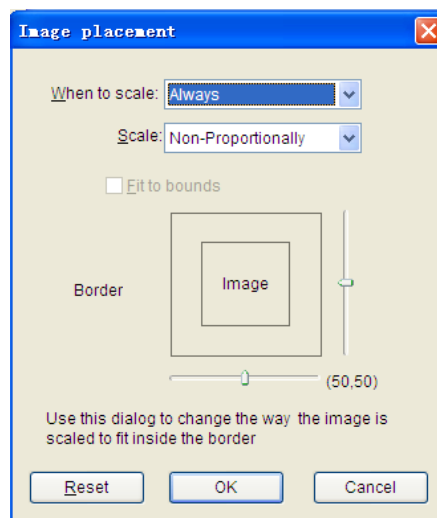 Image placement
When to scale: Always
Scale: Non-Proportionally
Fit to bounds
Border
Image
(50,50)
Use this dialog to change the way the image is
scaled to fit inside the border
Reset OK Cancel